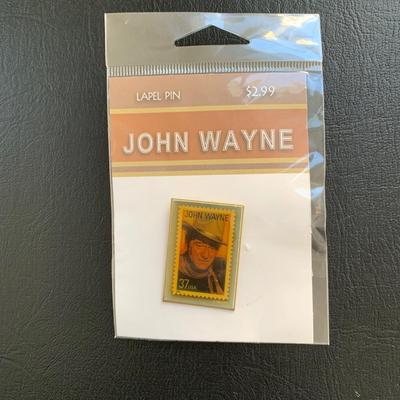 LAPEL PIN $2.99
JOHN WAYNE
JOHN WAYNE
37 USA